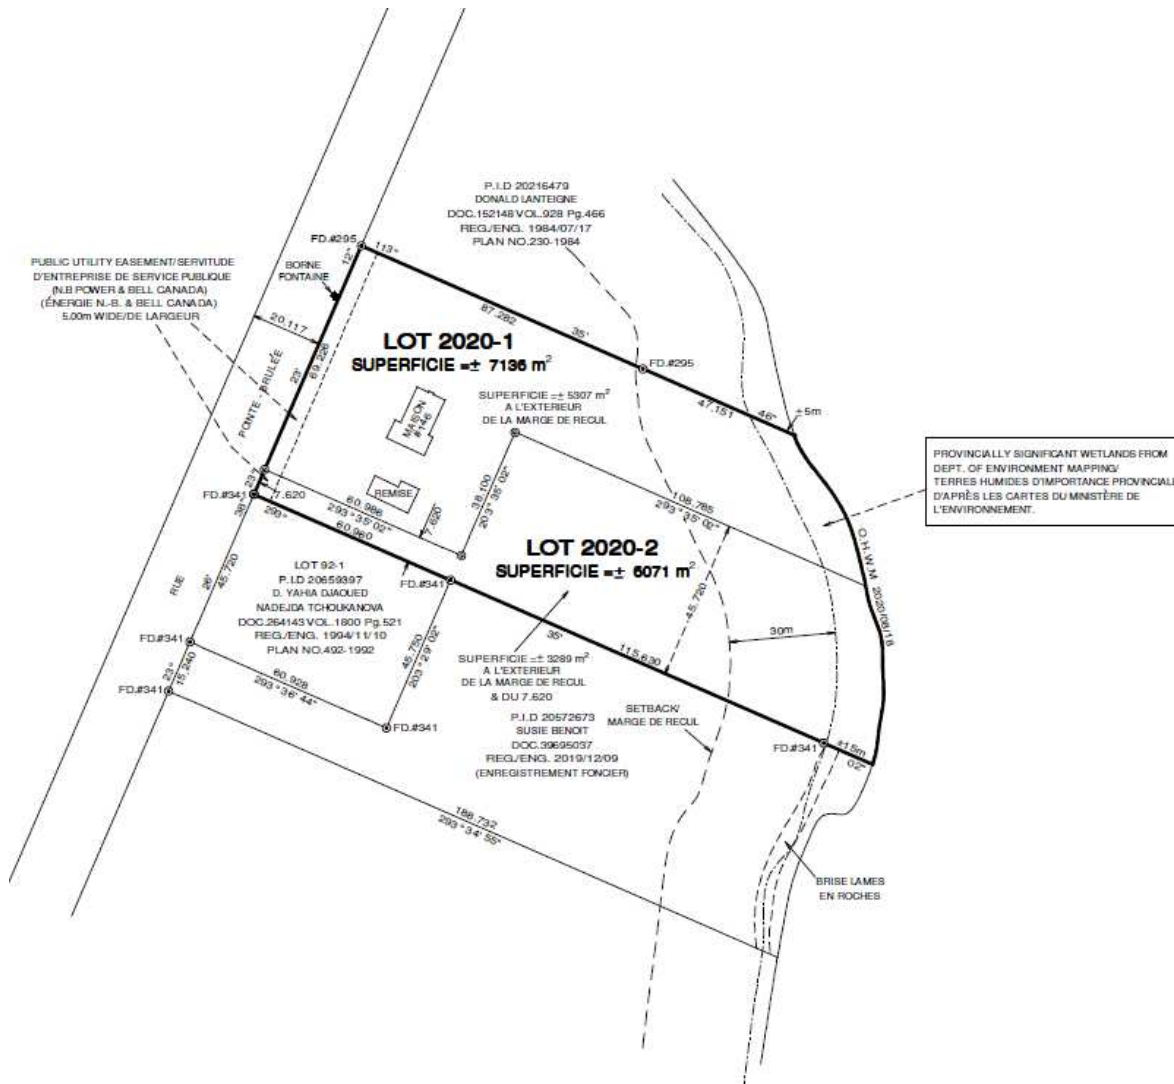 P.I.D 20216479
DONALD LANTEIGNE
DOC.152148 VOL.928 Pg.466
REG./ENG. 1984/07/17
PLAN NO.230-1984
FD.#295
113°
12"
PUBLIC UTILITY EASEMENT/SERVITUDE
D'ENTREPRISE DE SERVICE PUBLIQUE
(N.B POWER & BELL CANADA)
(ÉNERGIE N.-B. & BELL CANADA)
5.00m WIDE/DE LARGEUR
BORNE
FONTAINE
20.117
87.282
35'
FD.#295
LOT 2020-1
SUPERFICIE =± 7136 m²
23'
69.226
47.151
46"
±5m
POINTE - BRULÉE
MAISON
#146
SUPERFICIE =± 5307 m²
A L'EXTERIEUR
DE LA MARGE DE RECUL
PROVINCIALLY SIGNIFICANT WETLANDS FROM
DEPT. OF ENVIRONMENT MAPPING/
TERRES HUMIDES D'IMPORTANCE PROVINCIALE
D'APRÈS LES CARTES DU MINISTÈRE DE
L'ENVIRONNEMENT.
FD.#341
7.620
REMISE
293°
60.986
293° 35' 02"
60.960
7.620
38.100
203° 35' 02"
108.785
293° 35' 02"
O.H.W.M 2020/08/18
LOT 2020-2
SUPERFICIE =± 6071 m²
38"
45.720
26'
RUE
LOT 92-1
P.I.D 20659397
D. YAHIA DJAOUED
NADEJDA TCHOUKANOVA
DOC.264143 VOL.1800 Pg.521
REG./ENG. 1994/11/10
PLAN NO.492-1992
FD.#341
45.720
30m
35'
115.630
45.750
203° 29' 02"
FD.#341
23°
15.240
FD.#341
60.928
293° 36' 44"
FD.#341
SUPERFICIE =± 3289 m²
A L'EXTERIEUR
DE LA MARGE DE RECUL
& DU 7.620
P.I.D 20572673
SUSIE BENOIT
DOC.39695037
REG./ENG. 2019/12/09
(ENREGISTREMENT FONCIER)
SETBACK/
MARGE DE RECUL
FD.#341
±15m
02"
188.732
293° 34' 55"
BRISE LAMES
EN ROCHES